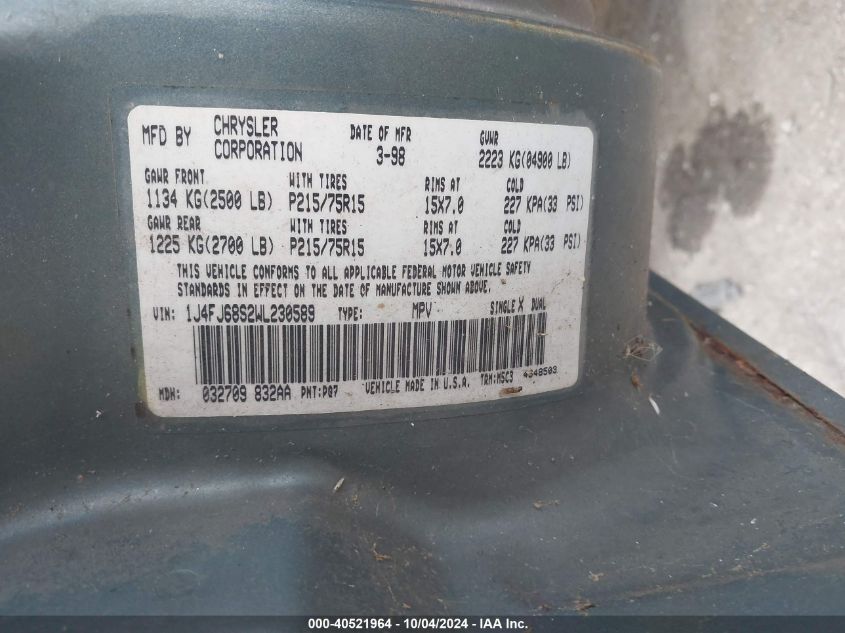 MFD BY CHRYSLER CORPORATION DATE OF MFR 3-98 GVWR 2223 KG(04900 LB)
GAWR FRONT WITH TIRES RIMS AT COLD
1134 KG(2500 LB) P215/75R15 15X7.0 227 KPA(33 PSI)
GAWR REAR WITH TIRES RIMS AT COLD
1225 KG(2700 LB) P215/75R15 15X7.0 227 KPA(33 PSI)
THIS VEHICLE CONFORMS TO ALL APPLICABLE FEDERAL MOTOR VEHICLE SAFETY
STANDARDS IN EFFECT ON THE DATE OF MANUFACTURE SHOWN ABOVE.
VIN: 1J4FJ68S2WL230589 TYPE: MPV SINGLE X DUAL
MDH: 032709 832AA PNT:PG7 VEHICLE MADE IN U.S.A. TRM:M5C3 4648503
000-40521964 - 10/04/2024 - IAA Inc.